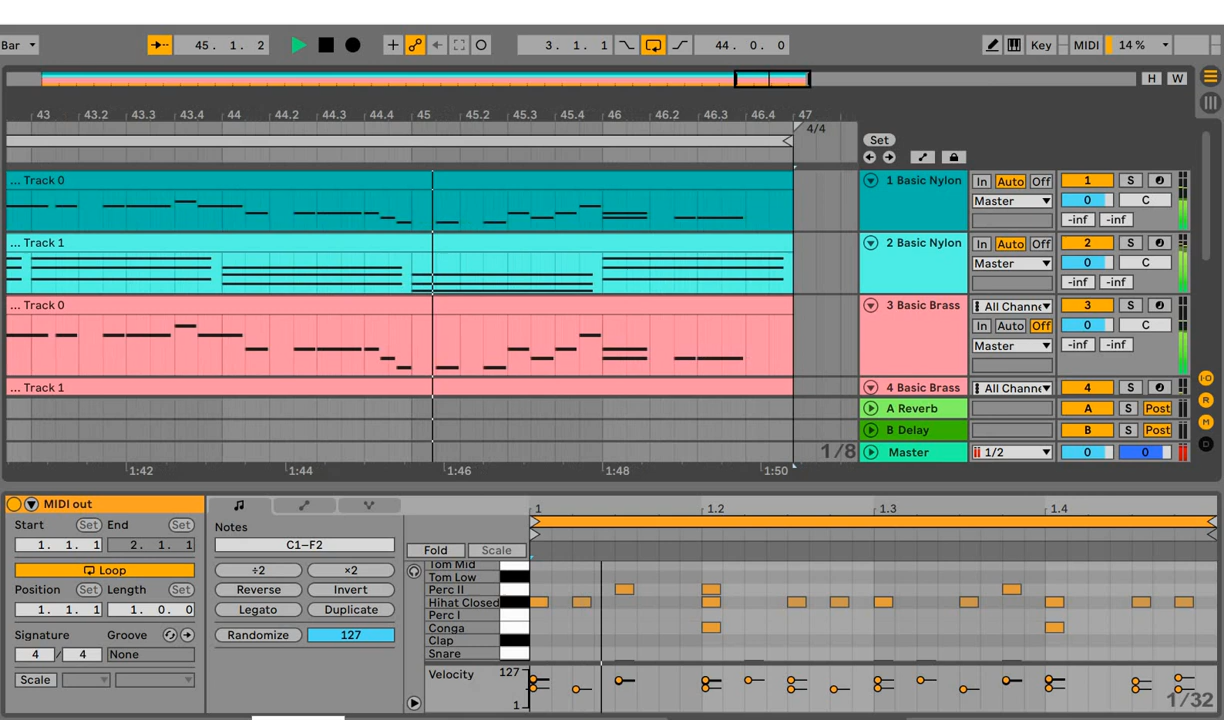 Bar 45. 1. 2 3. 1. 1 44. 0. 0 Key MIDI 14 %
H W
43 43.2 43.3 43.4 44 44.2 44.3 44.4 45 45.2 45.3 45.4 46 46.2 46.3 46.4 47
4/4
Set
... Track 0 1 Basic Nylon In Auto Off 1 S
Master 0 C
-inf -inf
... Track 1 2 Basic Nylon In Auto Off 2 S
Master 0 C
-inf -inf
... Track 0 3 Basic Brass All Channe 3 S
In Auto Off 0 C
Master -inf -inf
... Track 1 4 Basic Brass All Channe 4 S
A Reverb A S Post
B Delay B S Post
1/8 Master 1/2 0 0
1:42 1:44 1:46 1:48 1:50
I·O
R
M
D
MIDI out
Start Set End Set
1. 1. 1 2. 1. 1
Loop
Position Set Length Set
1. 1. 1 1. 0. 0
Signature Groove
4 / 4 None
Scale
Notes
C1–F2
÷2 ×2
Reverse Invert
Legato Duplicate
Randomize 127
1 1.2 1.3 1.4
Fold Scale
Tom Mid
Tom Low
Perc II
Hihat Closed
Perc I
Conga
Clap
Snare
Velocity 127
1
1/32